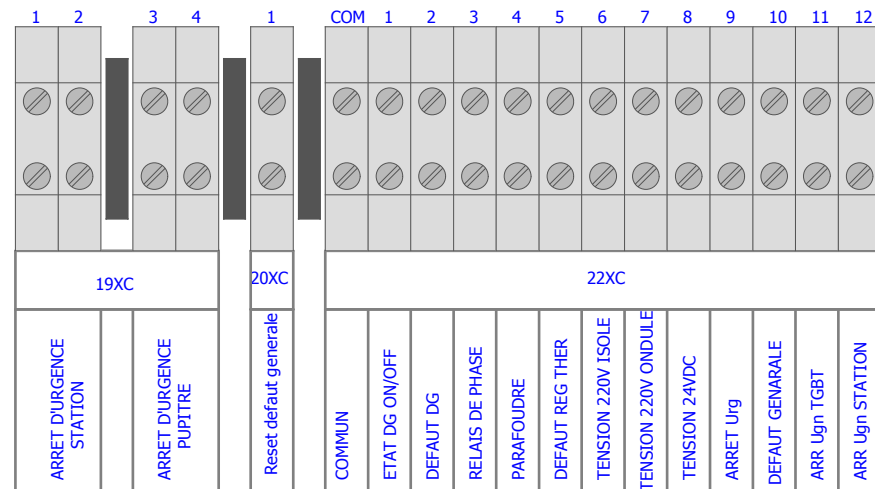 1 2 3 4 1 COM 1 2 3 4 5 6 7 8 9 10 11 12
19XC 20XC 22XC
ARRET D'URGENCE
STATION
ARRET D'URGENCE
PUPITRE
Reset defaut generale
COMMUN
ETAT DG ON/OFF
DEFAUT DG
RELAIS DE PHASE
PARAFOUDRE
DEFAUT REG THER
TENSION 220V ISOLE
TENSION 220V ONDULE
TENSION 24VDC
ARRET Urg
DEFAUT GENARALE
ARR Ugn TGBT
ARR Ugn STATION